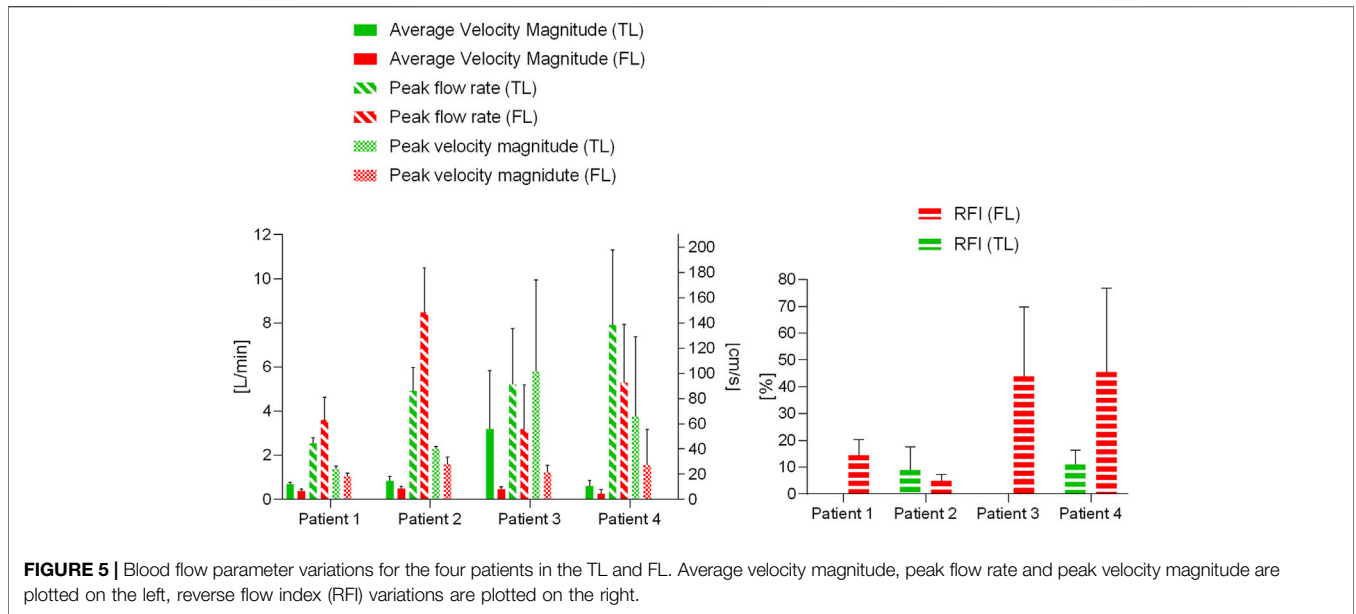 Average Velocity Magnitude (TL)
Average Velocity Magnitude (FL)
Peak flow rate (TL)
Peak flow rate (FL)
Peak velocity magnitude (TL)
Peak velocity magnidute (FL)
12
10
8
6
4
2
0
[L/min]
200
180
160
140
120
100
80
60
40
20
0
[cm/s]
Patient 1
Patient 2
Patient 3
Patient 4
RFI (FL)
RFI (TL)
80
70
60
50
40
30
20
10
0
[%]
Patient 1
Patient 2
Patient 3
Patient 4
FIGURE 5 | Blood flow parameter variations for the four patients in the TL and FL. Average velocity magnitude, peak flow rate and peak velocity magnitude are
plotted on the left, reverse flow index (RFI) variations are plotted on the right.